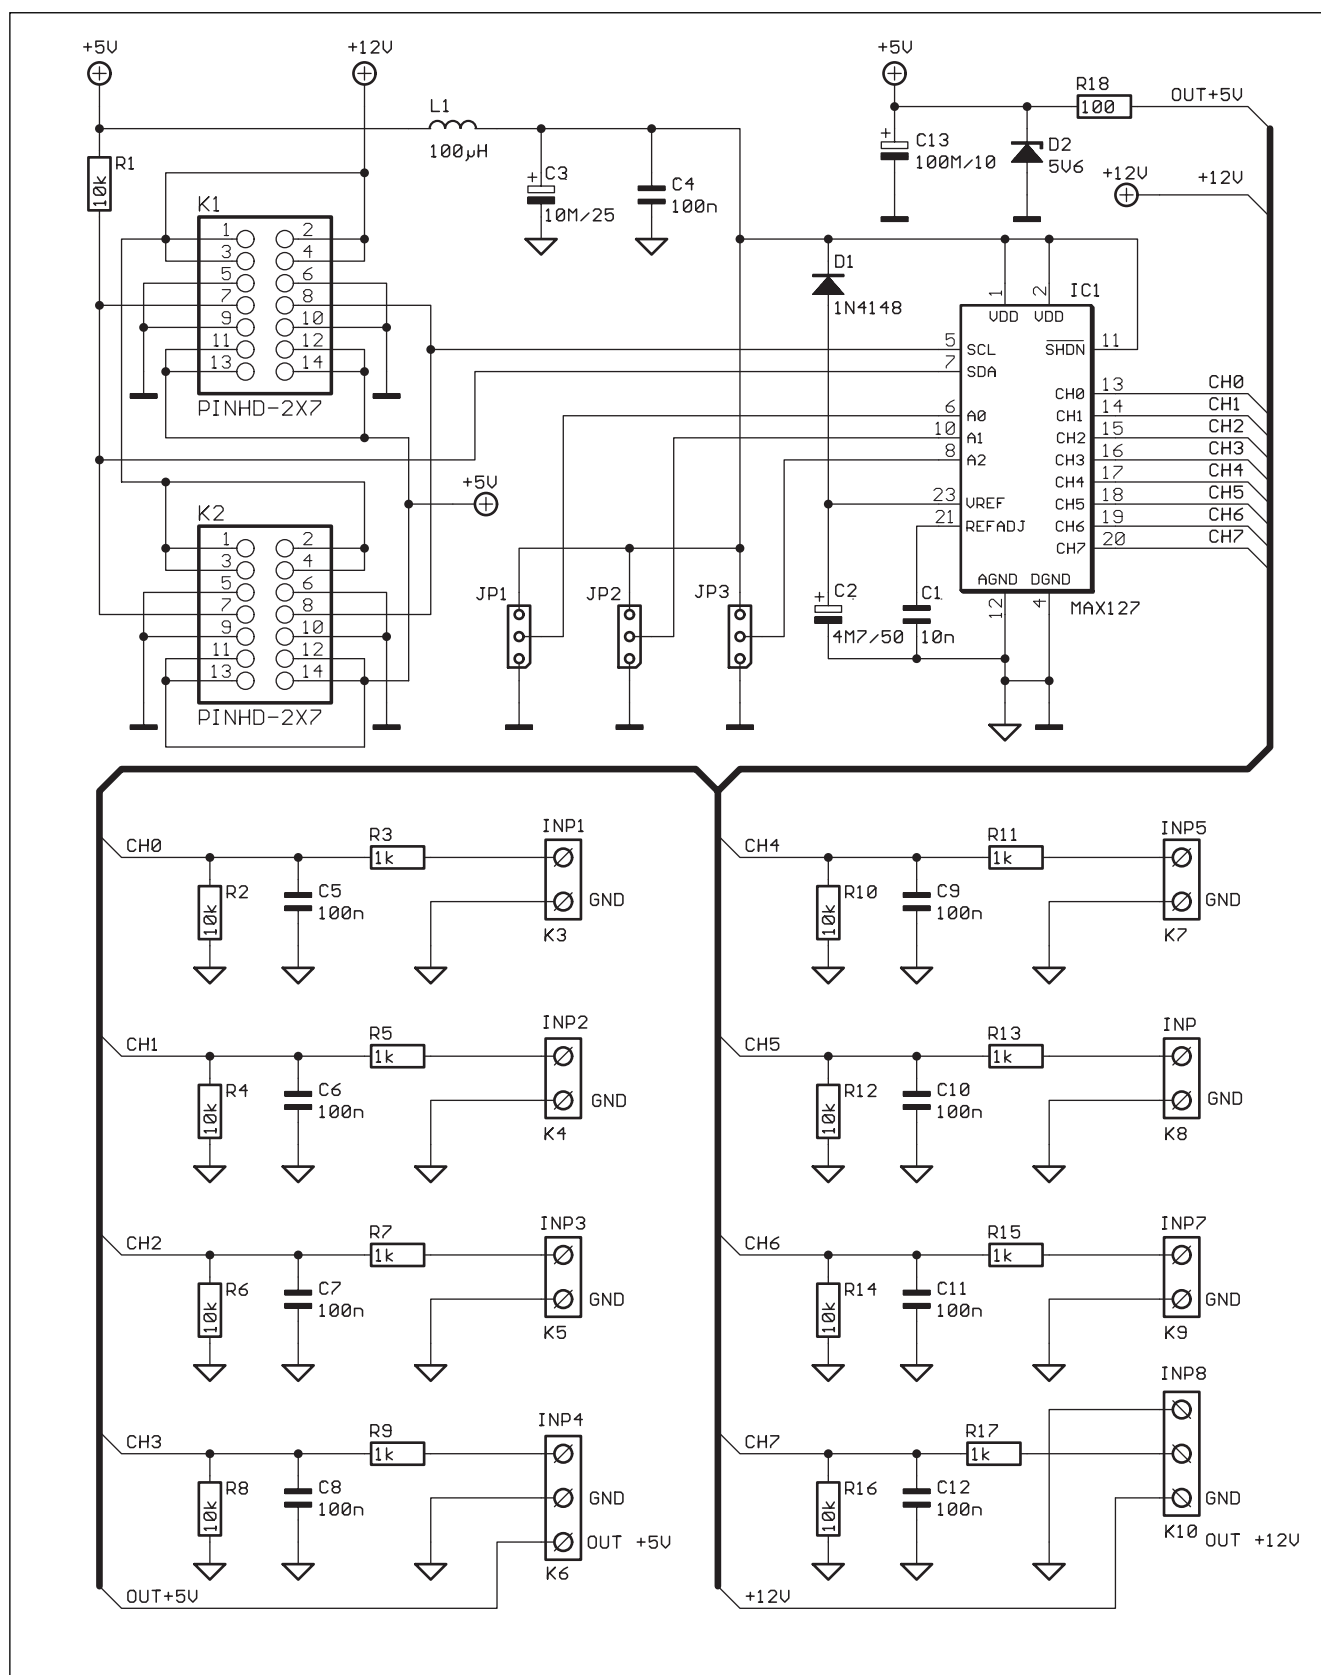 +5V
+12V
+5V
R18
100
OUT+5V
L1
100µH
R1
10k
C3
+
10M/25
C4
100n
+
C13
100M/10
D2
5V6
+12V
+12V
K1
1 2
3 4
5 6
7 8
9 10
11 12
13 14
PINHD-2X7
D1
1N4148
1
2
IC1
VDD VDD
5 SCL
7 SDA
SHDN 11
6 A0
10 A1
8 A2
23 VREF
21 REFADJ
CH0 13 CH0
CH1 14 CH1
CH2 15 CH2
CH3 16 CH3
CH4 17 CH4
CH5 18 CH5
CH6 19 CH6
CH7 20 CH7
AGND DGND
12
4
MAX127
+5V
K2
1 2
3 4
5 6
7 8
9 10
11 12
13 14
PINHD-2X7
JP1
JP2
JP3
+
C2
4M7/50
C1
10n
CH0
R2
10k
C5
100n
R3
1k
INP1
GND
K3
CH4
R10
10k
C9
100n
R11
1k
INP5
GND
K7
CH1
R4
10k
C6
100n
R5
1k
INP2
GND
K4
CH5
R12
10k
C10
100n
R13
1k
INP
GND
K8
CH2
R6
10k
C7
100n
R7
1k
INP3
GND
K5
CH6
R14
10k
C11
100n
R15
1k
INP7
GND
K9
CH3
R8
10k
C8
100n
R9
1k
INP4
GND
OUT +5V
K6
OUT+5V
CH7
R16
10k
C12
100n
R17
1k
INP8
GND
K10
OUT +12V
+12V